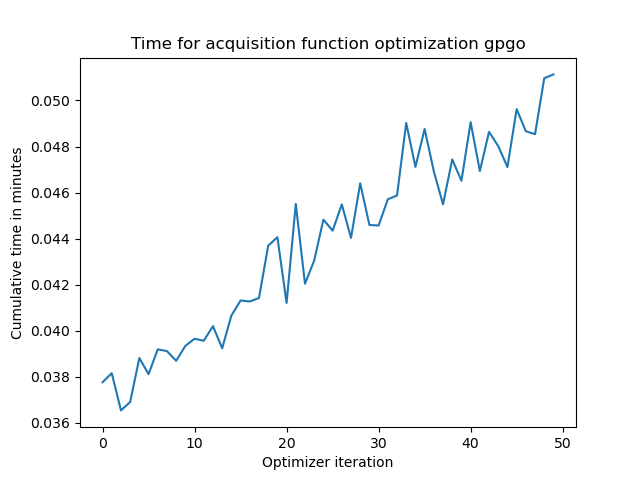 Time for acquisition function optimization gpgo
Cumulative time in minutes
0.050
0.048
0.046
0.044
0.042
0.040
0.038
0.036
0 10 20 30 40 50
Optimizer iteration